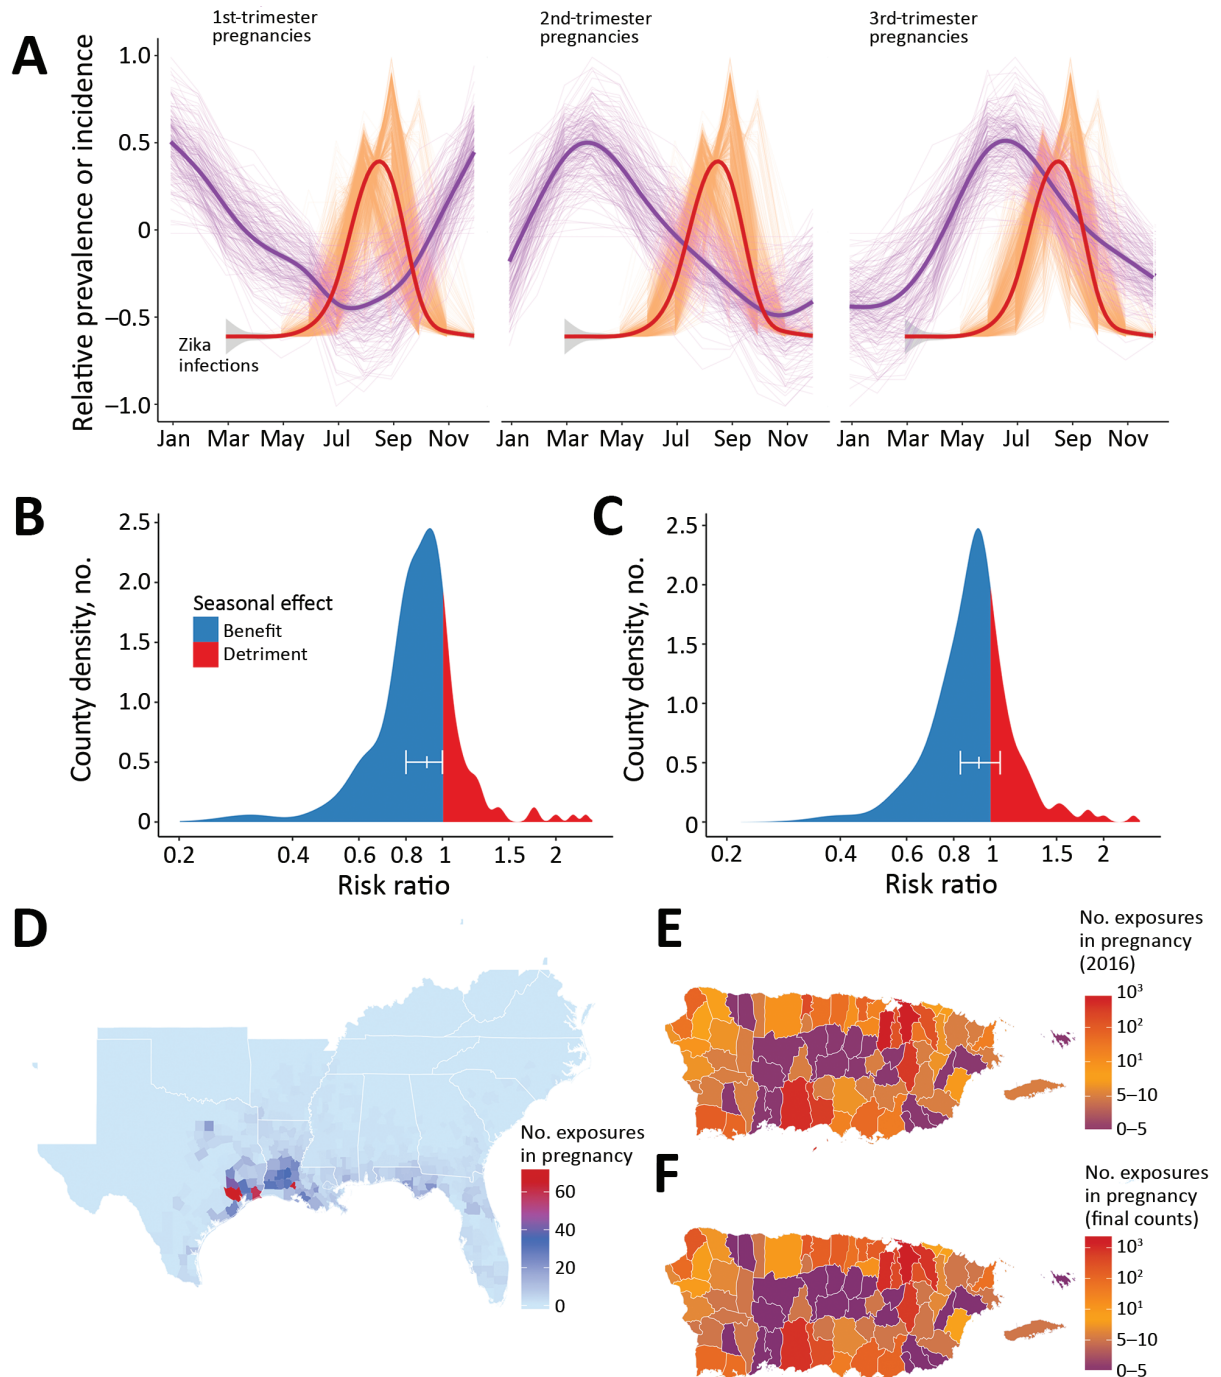 A
1st-trimester
pregnancies
2nd-trimester
pregnancies
3rd-trimester
pregnancies
Relative prevalence or incidence
1.0
0.5
0
–0.5
–1.0
Zika
infections
Jan Mar May Jul Sep Nov
Jan Mar May Jul Sep Nov
Jan Mar May Jul Sep Nov
B
County density, no.
2.5
2.0
1.5
1.0
0.5
0
Seasonal effect
Benefit
Detriment
0.2 0.4 0.6 0.8 1 1.5 2
Risk ratio
C
County density, no.
2.5
2.0
1.5
1.0
0.5
0
0.2 0.4 0.6 0.8 1 1.5 2
Risk ratio
D
No. exposures
in pregnancy
60
40
20
0
E
No. exposures
in pregnancy
(2016)
10³
10²
10¹
5–10
0–5
F
No. exposures
in pregnancy
(final counts)
10³
10²
10¹
5–10
0–5